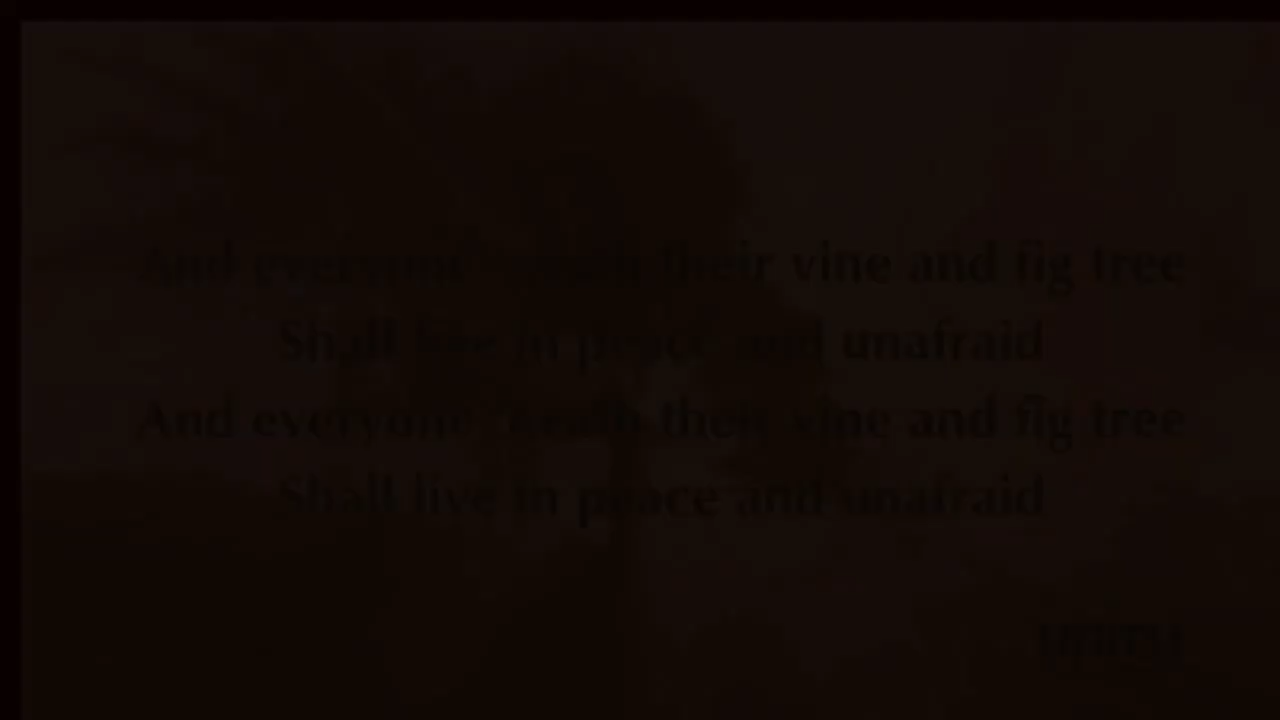 And everyone 'neath their vine and fig tree
Shall live in peace and unafraid
And everyone 'neath their vine and fig tree
Shall live in peace and unafraid